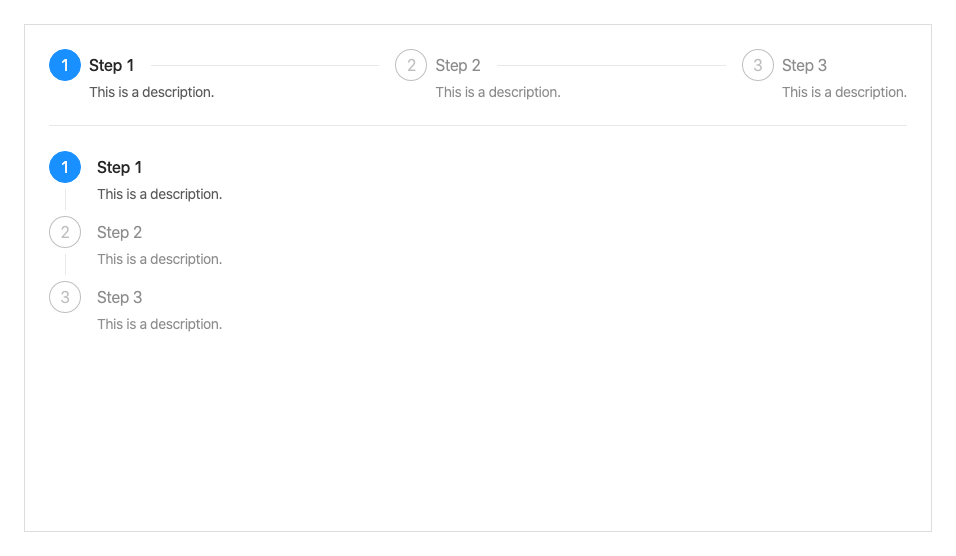 1 Step 1 2 Step 2 3 Step 3
This is a description. This is a description. This is a description.
1 Step 1
This is a description.
2 Step 2
This is a description.
3 Step 3
This is a description.